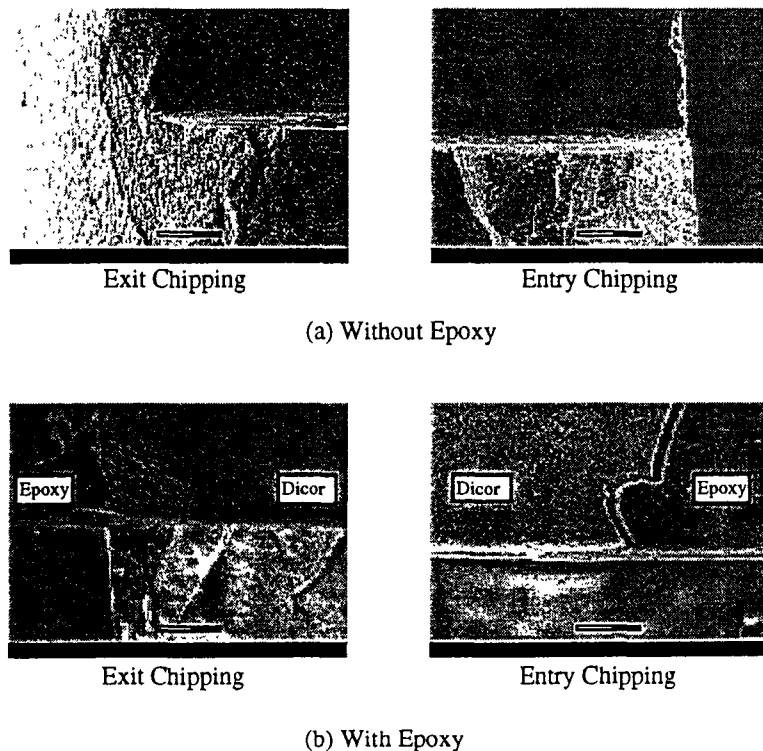 Exit Chipping
Entry Chipping
(a) Without Epoxy
Epoxy
Dicor
Dicor
Epoxy
Exit Chipping
Entry Chipping
(b) With Epoxy